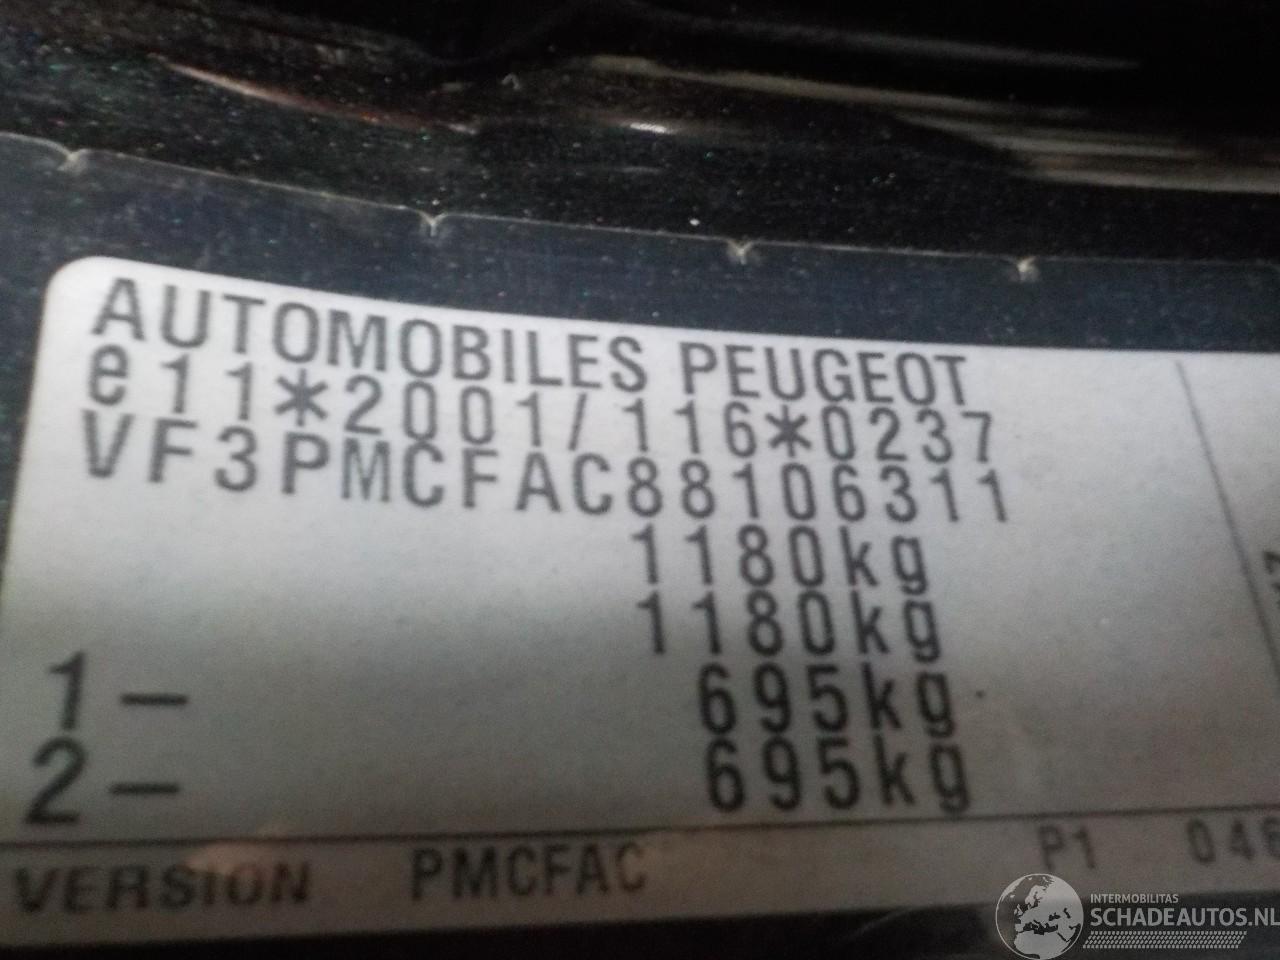 AUTOMOBILES PEUGEOT
e11*2001/116*0237
VF3PMCFAC88106311
1180kg
1180kg
1- 695kg
2- 695kg
VERSION PMCFAC P1
INTERMOBILITAS
SCHADEAUTOS.NL